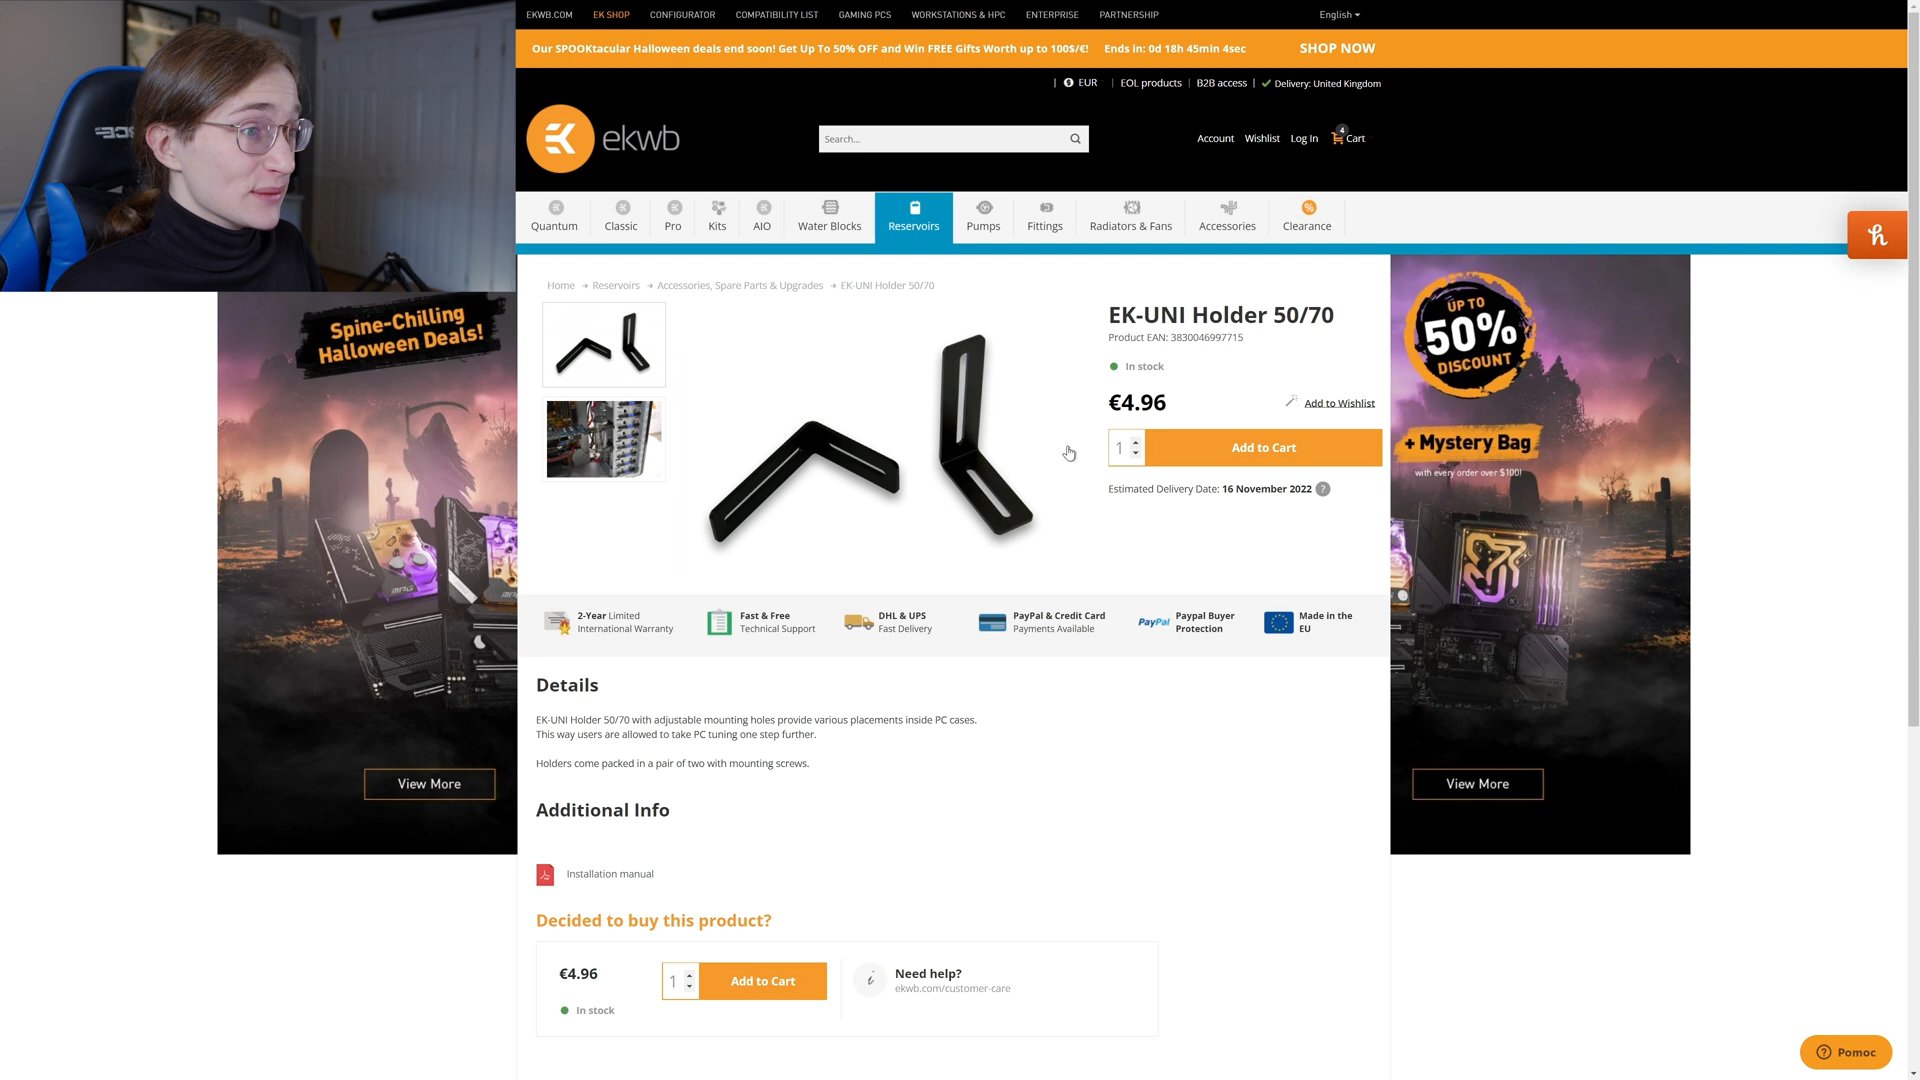 EKWB.COM EK SHOP CONFIGURATOR COMPATIBILITY LIST GAMING PCS WORKSTATIONS & HPC ENTERPRISE PARTNERSHIP English
Our SPOOKtacular Halloween deals end soon! Get Up To 50% OFF and Win FREE Gifts Worth up to 100$/€! Ends in: 0d 18h 45min 4sec SHOP NOW
| EUR | EOL products | B2B access | Delivery: United Kingdom
ekwb
Search...
Account Wishlist Log In 4 Cart
Quantum Classic Pro Kits AIO Water Blocks Reservoirs Pumps Fittings Radiators & Fans Accessories Clearance
Home → Reservoirs → Accessories, Spare Parts & Upgrades → EK-UNI Holder 50/70
Spine-Chilling
Halloween Deals!
View More
EK-UNI Holder 50/70
Product EAN: 3830046997715
In stock
€4.96
Add to Wishlist
1 Add to Cart
Estimated Delivery Date: 16 November 2022 ?
UP TO
50%
DISCOUNT
+ Mystery Bag
with every order over $100!
View More
2-Year Limited
International Warranty
Fast & Free
Technical Support
DHL & UPS
Fast Delivery
PayPal & Credit Card
Payments Available
PayPal
Paypal Buyer
Protection
Made in the
EU
Details
EK-UNI Holder 50/70 with adjustable mounting holes provide various placements inside PC cases.
This way users are allowed to take PC tuning one step further.
Holders come packed in a pair of two with mounting screws.
Additional Info
Installation manual
Decided to buy this product?
€4.96
In stock
1 Add to Cart
Need help?
ekwb.com/customer-care
? Pomoc